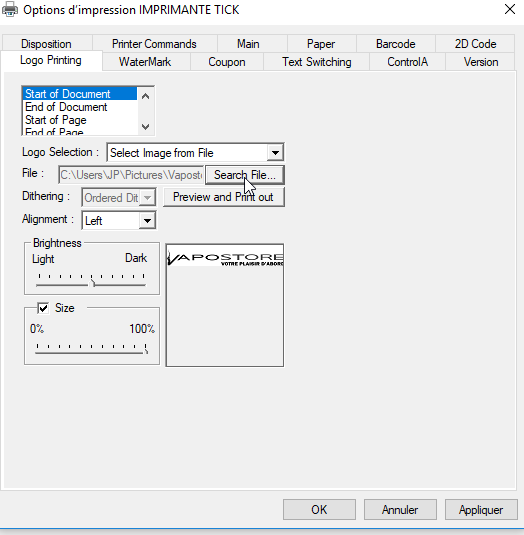 Options d'impression IMPRIMANTE TICK
Disposition Printer Commands Main Paper Barcode 2D Code
Logo Printing WaterMark Coupon Text Switching ControlA Version
Start of Document
End of Document
Start of Page
End of Page
Logo Selection : Select Image from File
File : C:\Users\JP\Pictures\Vaposto Search File...
Dithering : Ordered Dit Preview and Print out
Alignment : Left
Brightness
Light Dark
VAPOSTORE
VOTRE PLAISIR D'ABORD
Size
0% 100%
OK Annuler Appliquer